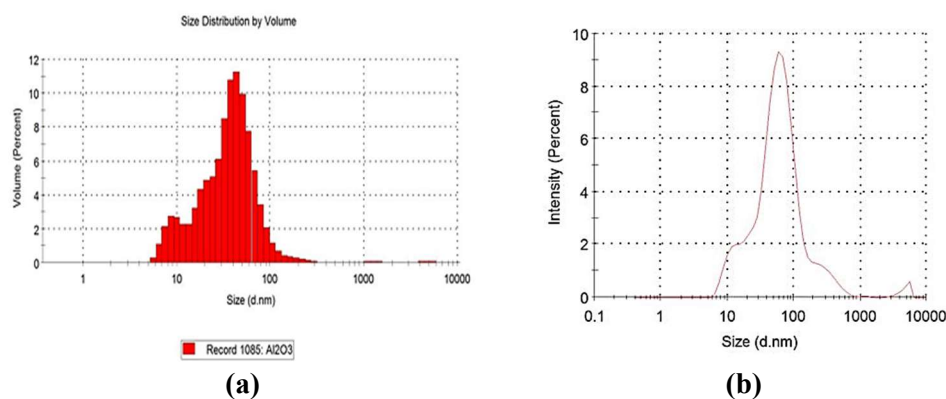 Size Distribution by Volume
Volume (Percent)
12
10
8
6
4
2
0
1 10 100 1000 10000
Size (d.nm)
Record 1085: Al2O3
(a)
Intensity (Percent)
10
8
6
4
2
0
0.1 1 10 100 1000 10000
Size (d.nm)
(b)